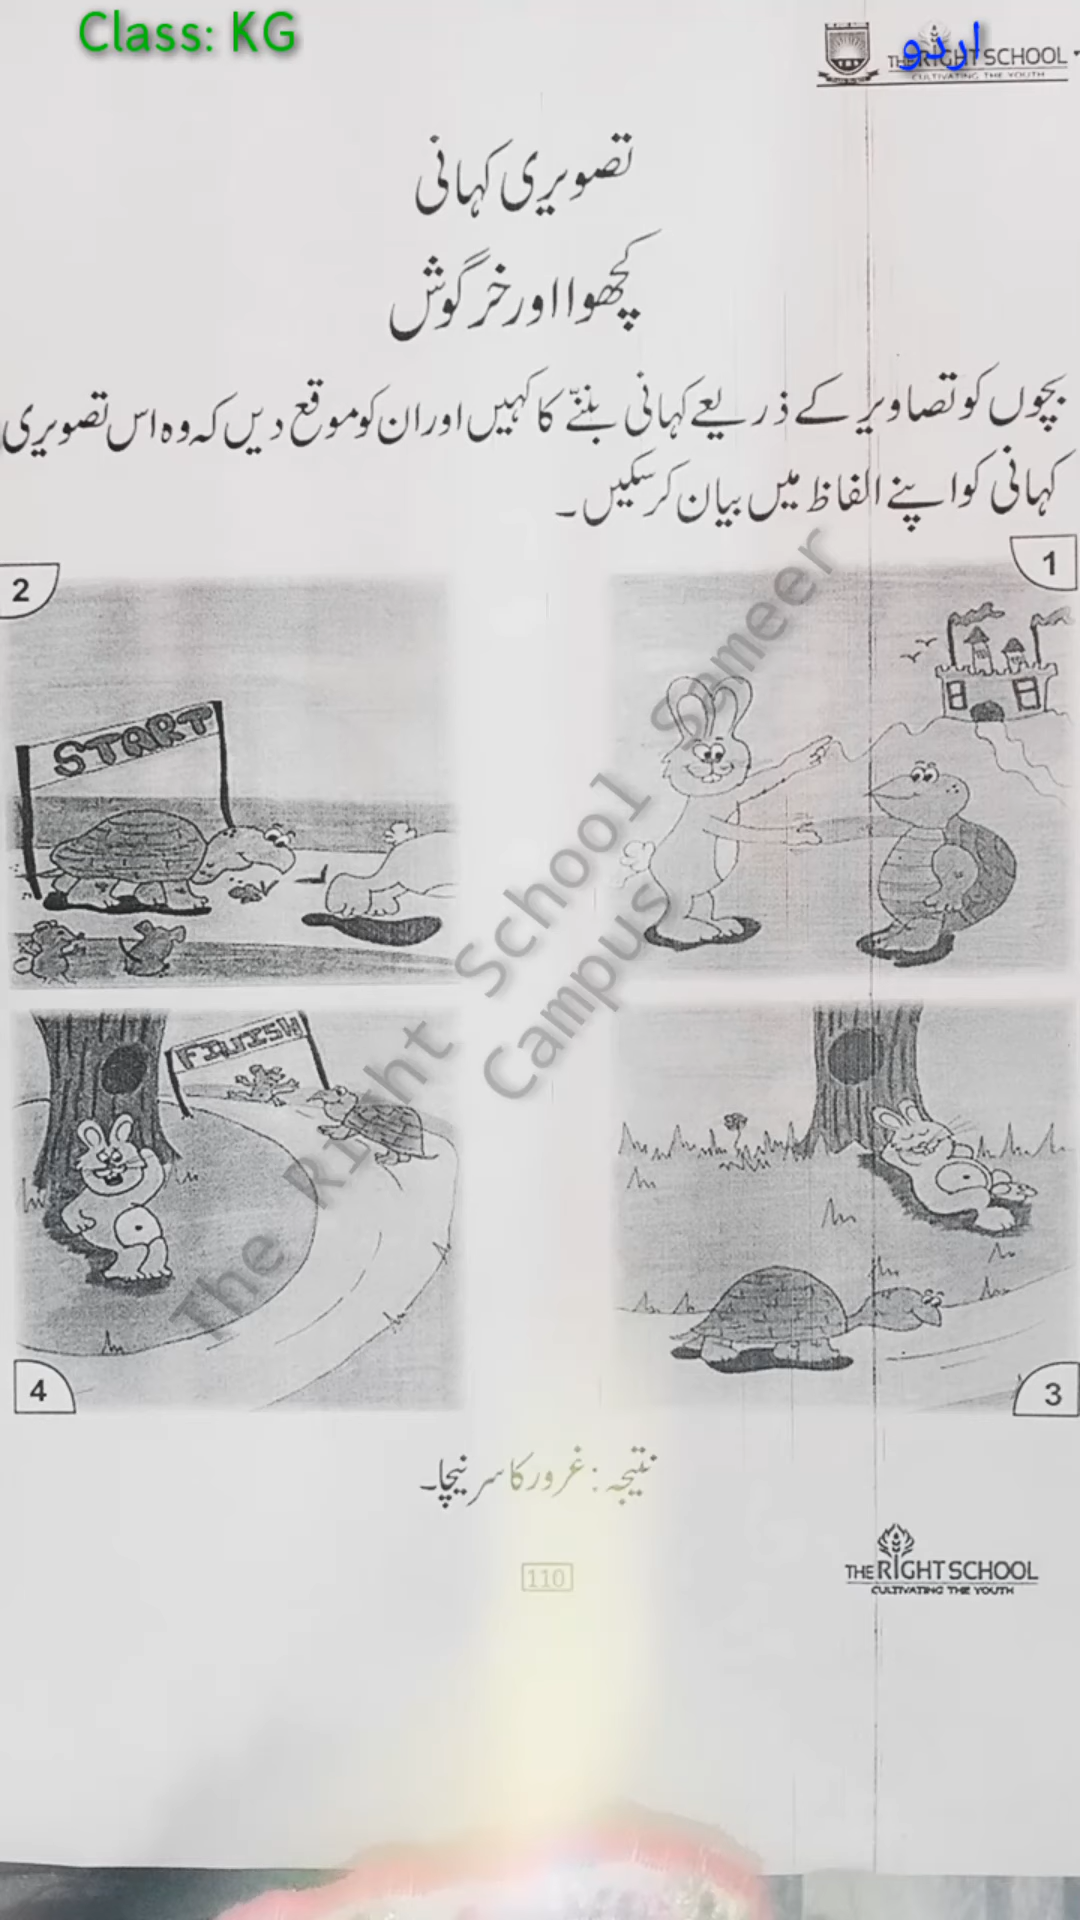 Class: KG
اردو
THE RIGHT SCHOOL
CULTIVATING THE YOUTH
تصویری کہانی
کچھوا اور خرگوش
بچوں کو تصاویر کے ذریعے کہانی بننے کا کہیں اور ان کو موقع دیں کہ وہ اس تصویری
کہانی کو اپنے الفاظ میں بیان کر سکیں۔
1
2
START
3
4
FINISH
The Right School Sameer
Campus
نتیجہ: غرور کا سر نیچا۔
110
THE RIGHT SCHOOL
CULTIVATING THE YOUTH